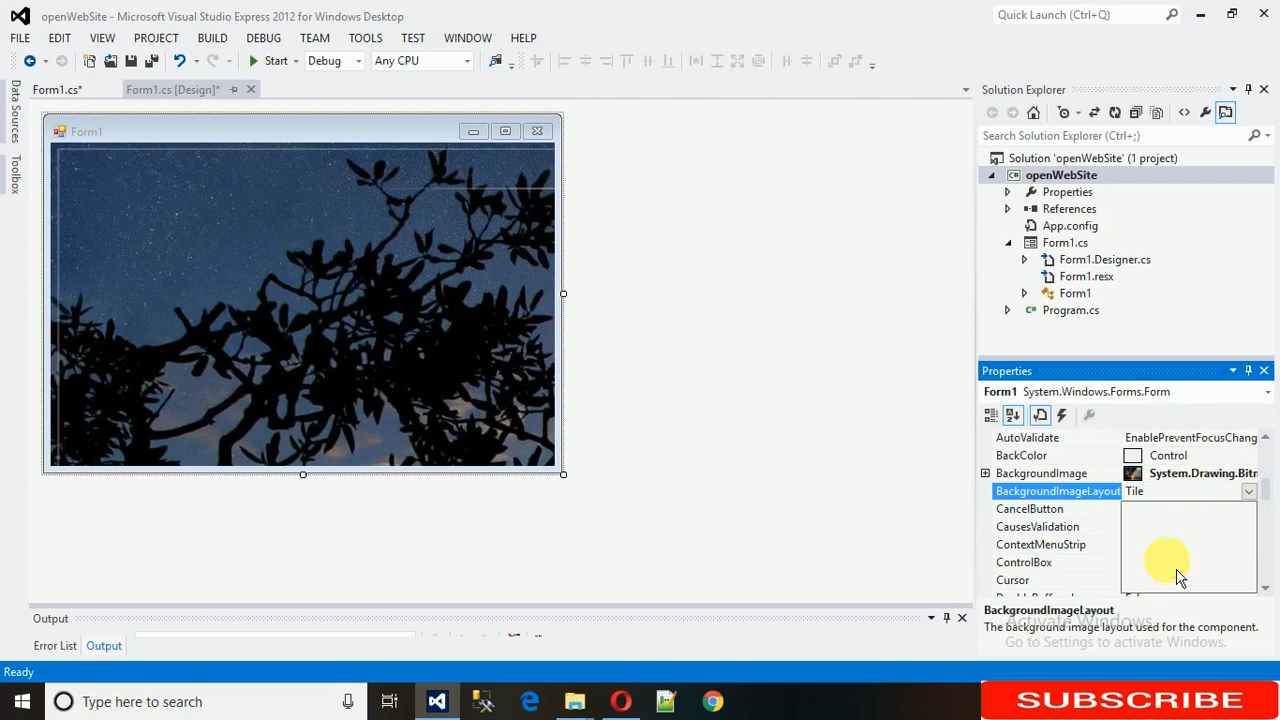 openWebSite - Microsoft Visual Studio Express 2012 for Windows Desktop
Quick Launch (Ctrl+Q)
FILE EDIT VIEW PROJECT BUILD DEBUG TEAM TOOLS TEST WINDOW HELP
Start Debug Any CPU
Form1.cs* Form1.cs [Design]*
Data Sources
Toolbox
Form1
Solution Explorer
Search Solution Explorer (Ctrl+;)
Solution 'openWebSite' (1 project)
openWebSite
Properties
References
App.config
Form1.cs
Form1.Designer.cs
Form1.resx
Form1
Program.cs
Properties
Form1 System.Windows.Forms.Form
AutoValidate EnablePreventFocusChang
BackColor Control
BackgroundImage System.Drawing.Bitm
BackgroundImageLayout Tile
CancelButton
CausesValidation
ContextMenuStrip
ControlBox
Cursor
BackgroundImageLayout
The background image layout used for the component.
Activate Windows
Go to Settings to activate Windows.
Output
Error List Output
Ready
Type here to search
SUBSCRIBE